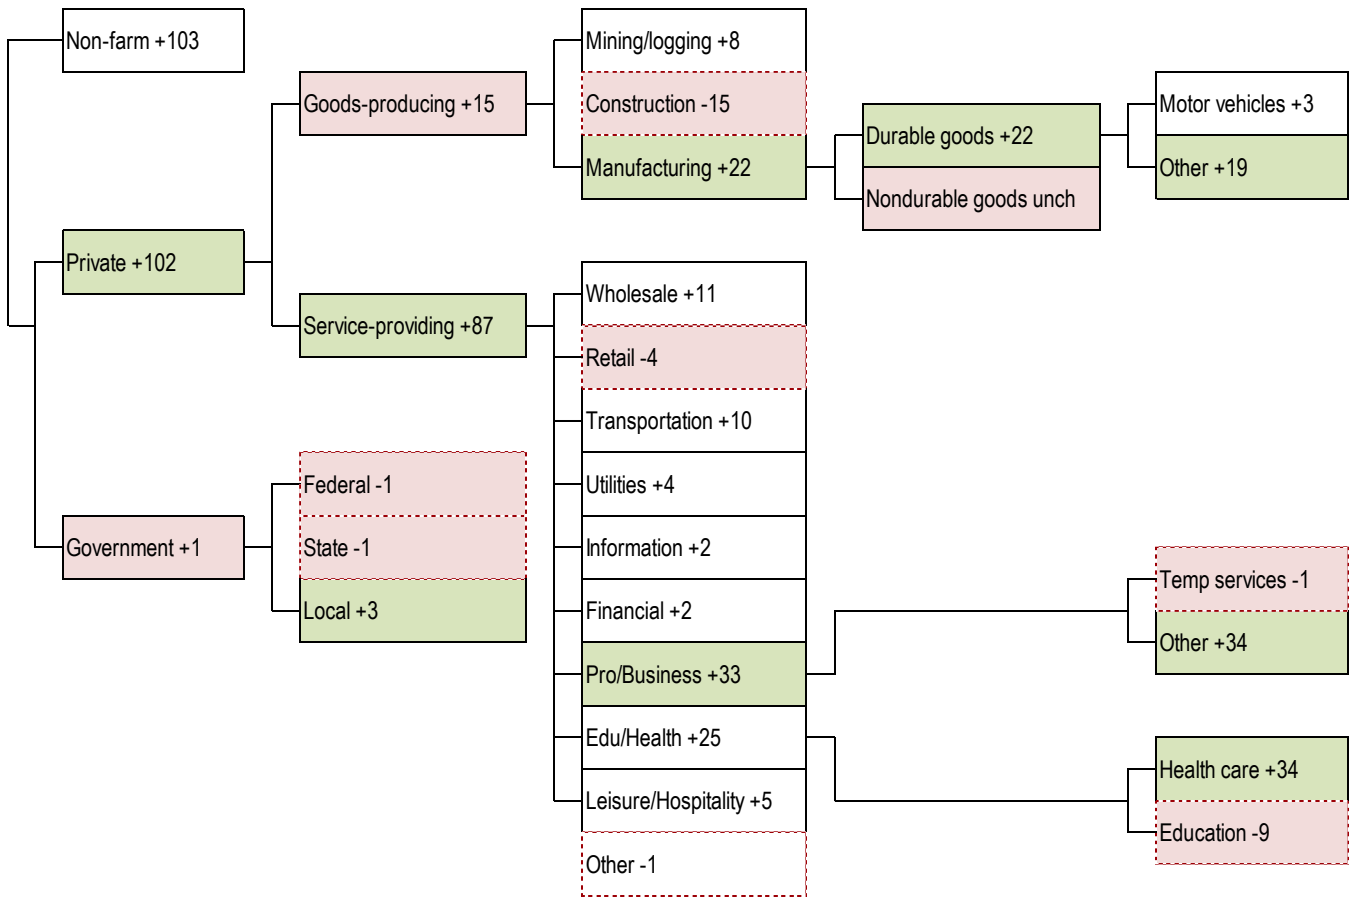 Non-farm +103
Private +102
Government +1
Goods-producing +15
Service-providing +87
Federal -1
State -1
Local +3
Mining/logging +8
Construction -15
Manufacturing +22
Wholesale +11
Retail -4
Transportation +10
Utilities +4
Information +2
Financial +2
Pro/Business +33
Edu/Health +25
Leisure/Hospitality +5
Other -1
Durable goods +22
Nondurable goods unch
Motor vehicles +3
Other +19
Temp services -1
Other +34
Health care +34
Education -9